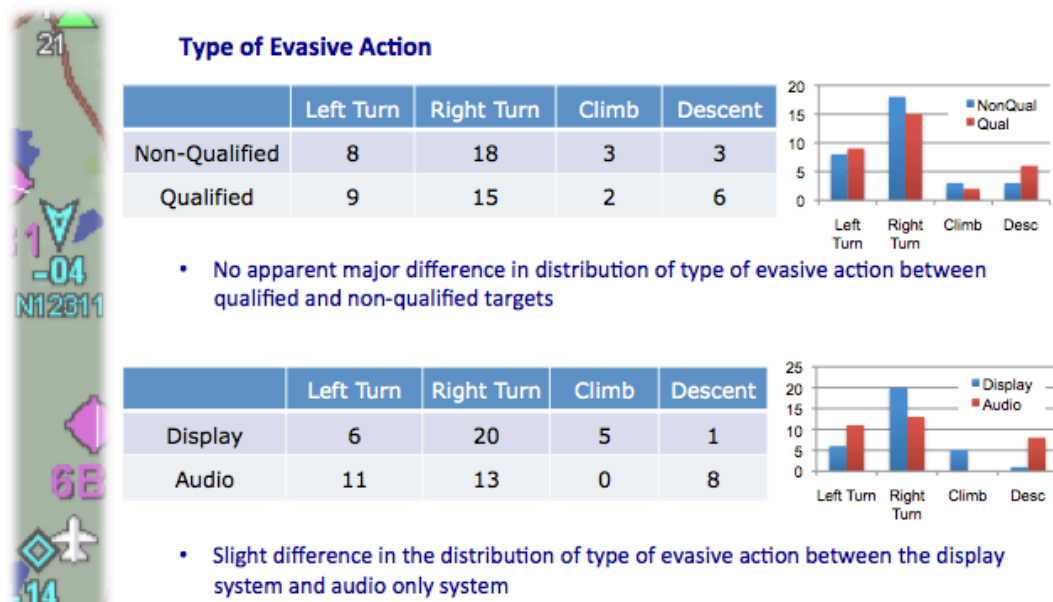 21
Type of Evasive Action
Left Turn Right Turn Climb Descent
Non-Qualified 8 18 3 3
Qualified 9 15 2 6
20
15
10
5
0
NonQual
Qual
Left Turn
Right Turn
Climb
Desc
1
-04
N12311
• No apparent major difference in distribution of type of evasive action between
qualified and non-qualified targets
Left Turn Right Turn Climb Descent
Display 6 20 5 1
Audio 11 13 0 8
25
20
15
10
5
0
Display
Audio
Left Turn
Right Turn
Climb
Desc
6B
-14
• Slight difference in the distribution of type of evasive action between the display
system and audio only system